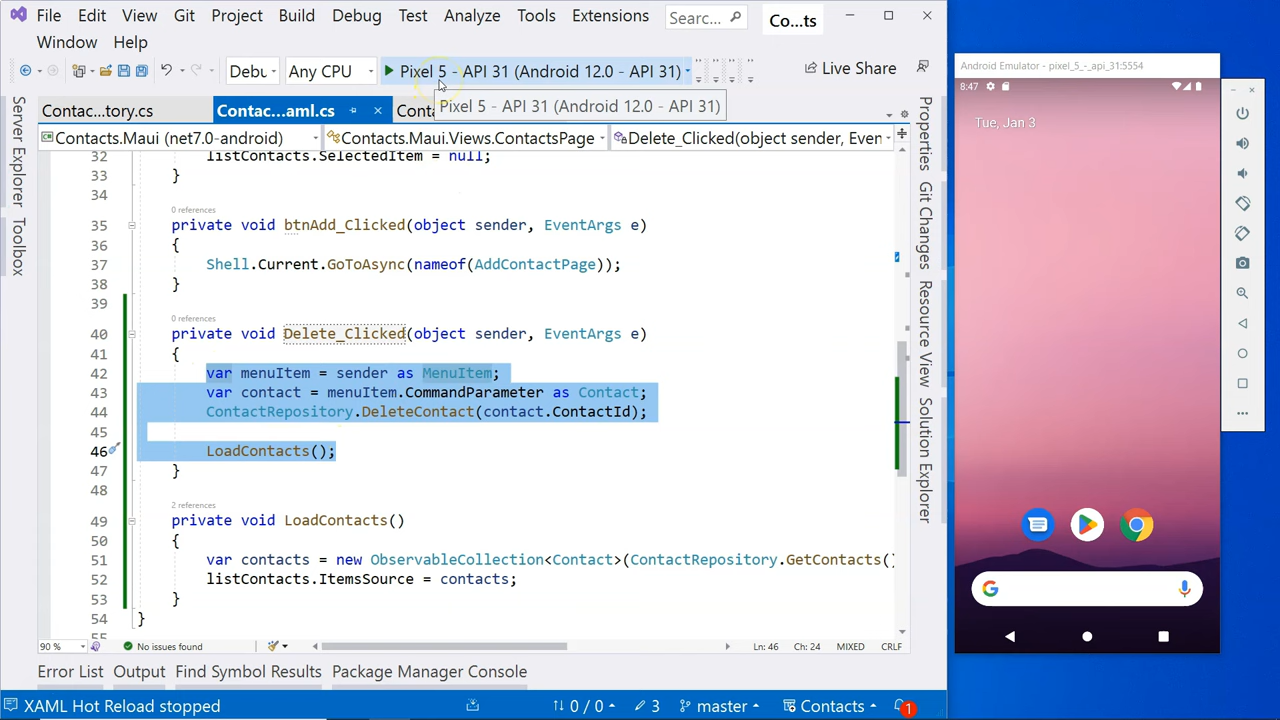 File Edit View Git Project Build Debug Test Analyze Tools Extensions Search... Co...ts
Window Help
Debu Any CPU Pixel 5 - API 31 (Android 12.0 - API 31) Live Share
Pixel 5 - API 31 (Android 12.0 - API 31)
Contac...tory.cs Contac...aml.cs Conta
Contacts.Maui (net7.0-android) Contacts.Maui.Views.ContactsPage Delete_Clicked(object sender, Even
32 listContacts.SelectedItem = null;
33 }
34
0 references
35 private void btnAdd_Clicked(object sender, EventArgs e)
36 {
37 Shell.Current.GoToAsync(nameof(AddContactPage));
38 }
39
0 references
40 private void Delete_Clicked(object sender, EventArgs e)
41 {
42 var menuItem = sender as MenuItem;
43 var contact = menuItem.CommandParameter as Contact;
44 ContactRepository.DeleteContact(contact.ContactId);
45
46 LoadContacts();
47 }
48
2 references
49 private void LoadContacts()
50 {
51 var contacts = new ObservableCollection<Contact>(ContactRepository.GetContacts()
52 listContacts.ItemsSource = contacts;
53 }
54 }
55
90 % No issues found Ln: 46 Ch: 24 MIXED CRLF
Error List Output Find Symbol Results Package Manager Console
XAML Hot Reload stopped 0 / 0 3 master Contacts 1
Server Explorer
Toolbox
Properties
Git Changes
Resource View
Solution Explorer
Android Emulator - pixel_5_-_api_31:5554
8:47
Tue, Jan 3